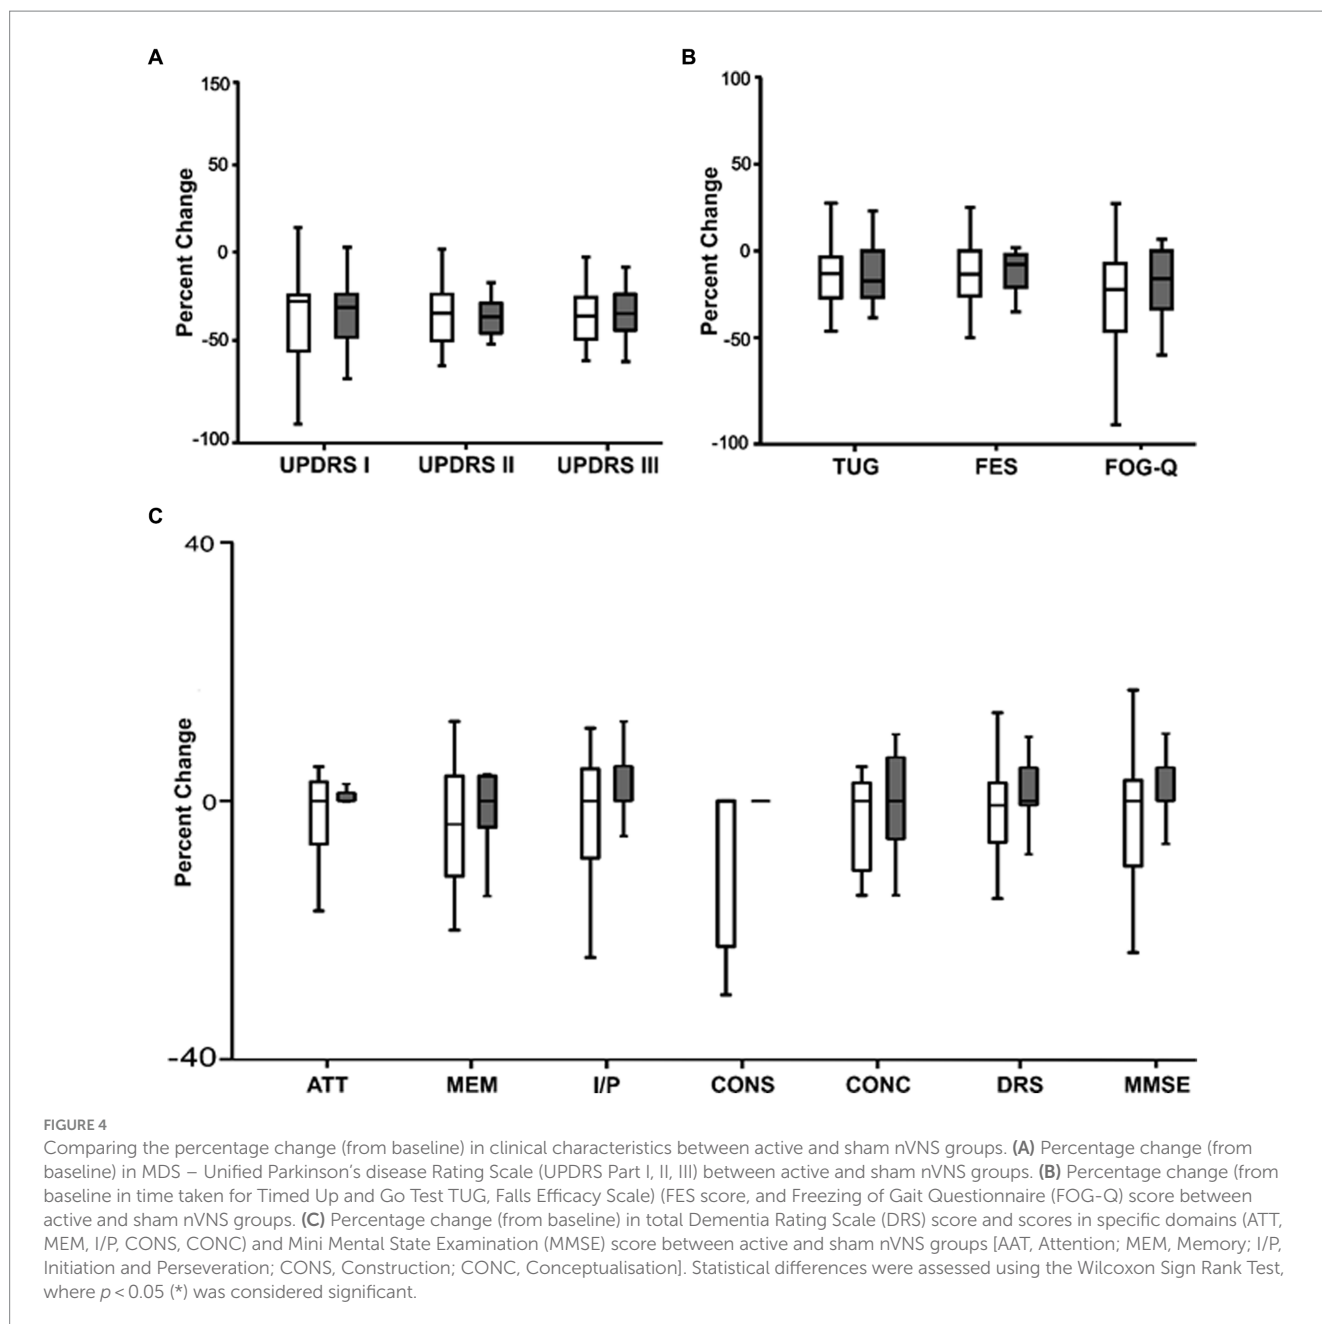 A
150
50
0
-50
-100
Percent Change
UPDRS I UPDRS II UPDRS III
B
100
50
0
-50
-100
Percent Change
TUG FES FOG-Q
C
40
0
-40
Percent Change
ATT MEM I/P CONS CONC DRS MMSE
FIGURE 4
Comparing the percentage change (from baseline) in clinical characteristics between active and sham nVNS groups. (A) Percentage change (from
baseline) in MDS – Unified Parkinson's disease Rating Scale (UPDRS Part I, II, III) between active and sham nVNS groups. (B) Percentage change (from
baseline in time taken for Timed Up and Go Test TUG, Falls Efficacy Scale) (FES score, and Freezing of Gait Questionnaire (FOG-Q) score between
active and sham nVNS groups. (C) Percentage change (from baseline) in total Dementia Rating Scale (DRS) score and scores in specific domains (ATT,
MEM, I/P, CONS, CONC) and Mini Mental State Examination (MMSE) score between active and sham nVNS groups [AAT, Attention; MEM, Memory; I/P,
Initiation and Perseveration; CONS, Construction; CONC, Conceptualisation]. Statistical differences were assessed using the Wilcoxon Sign Rank Test,
where p < 0.05 (*) was considered significant.